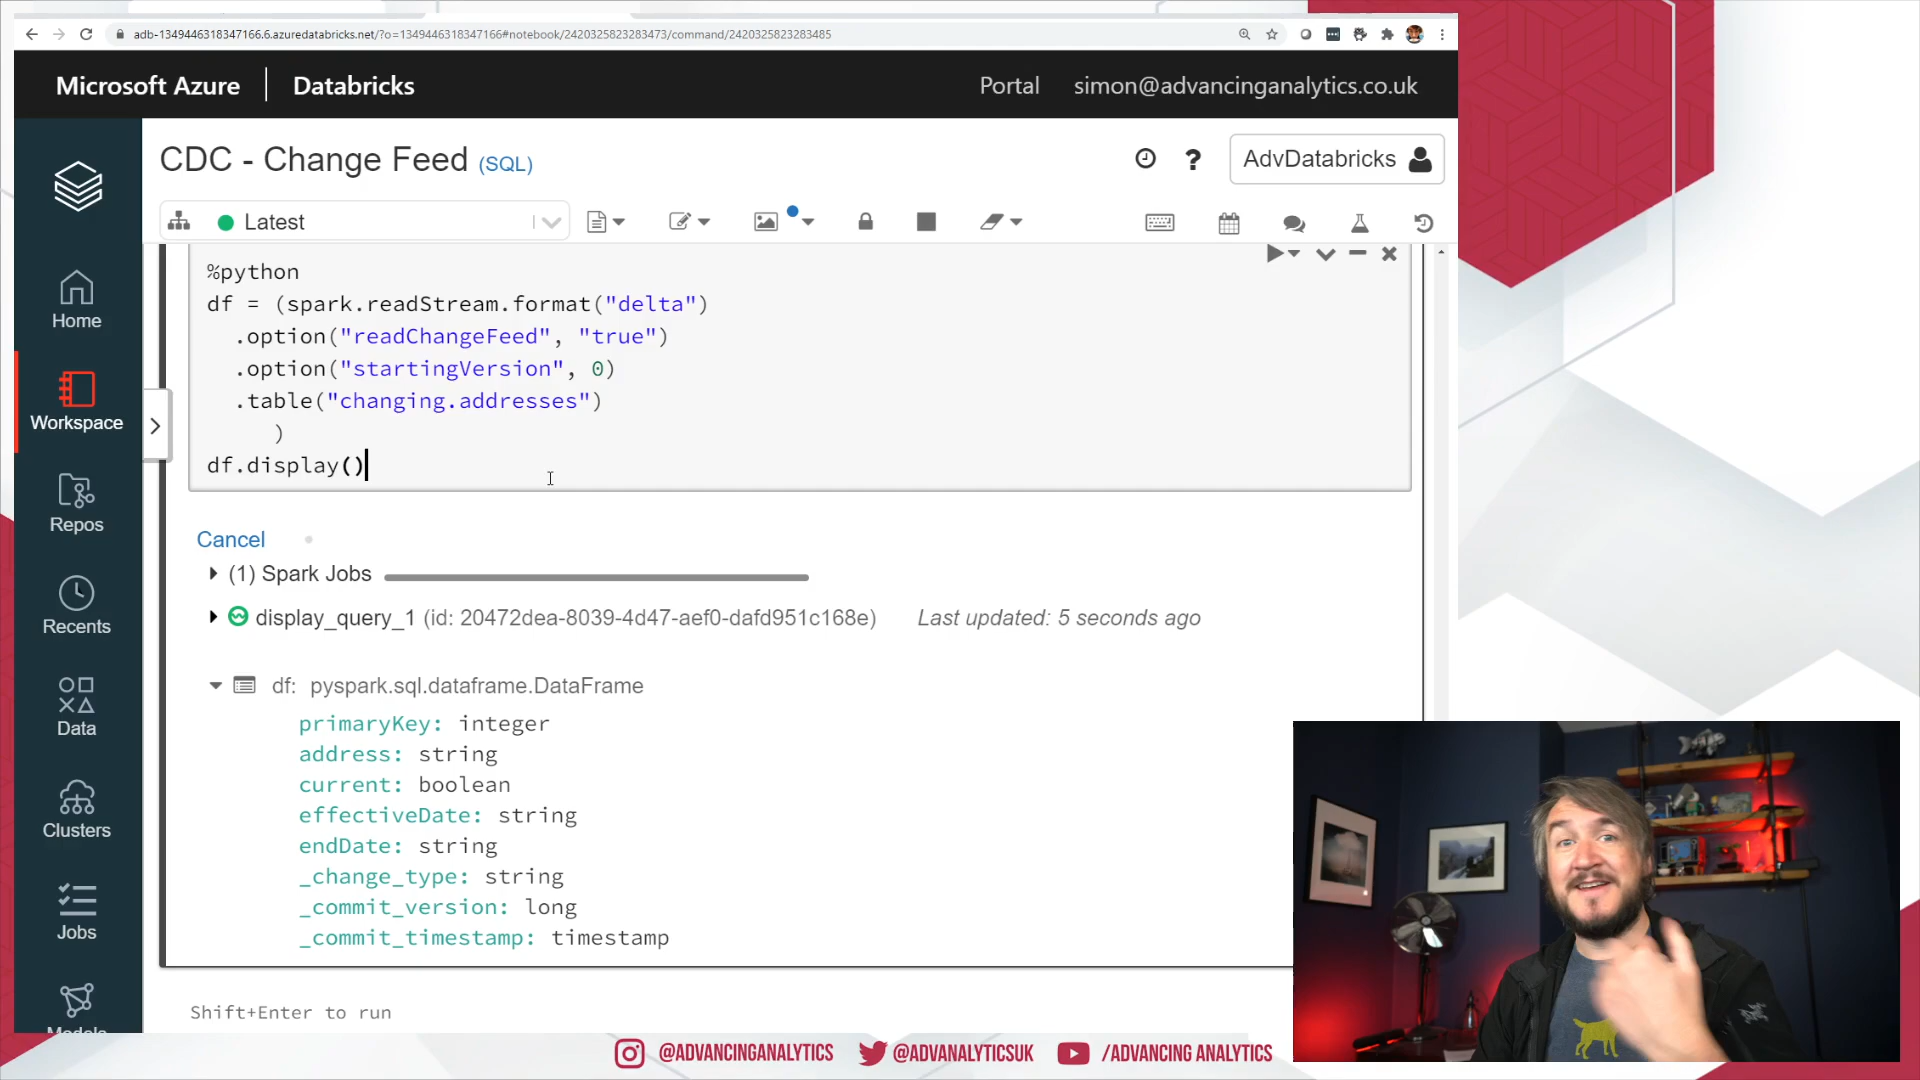 adb-1349446318347166.6.azuredatabricks.net/?o=1349446318347166#notebook/2420325823283473/command/2420325823283485
Microsoft Azure | Databricks
Portal simon@advancinganalytics.co.uk
CDC - Change Feed (SQL)
? AdvDatabricks
Latest
Home
Workspace
Repos
Recents
Data
Clusters
Jobs
Models
%python
df = (spark.readStream.format("delta")
.option("readChangeFeed", "true")
.option("startingVersion", 0)
.table("changing.addresses")
)
df.display()
Cancel
(1) Spark Jobs
display_query_1 (id: 20472dea-8039-4d47-aef0-dafd951c168e) Last updated: 5 seconds ago
df: pyspark.sql.dataframe.DataFrame
primaryKey: integer
address: string
current: boolean
effectiveDate: string
endDate: string
_change_type: string
_commit_version: long
_commit_timestamp: timestamp
Shift+Enter to run
@ADVANCINGANALYTICS @ADVANALYTICSUK /ADVANCING ANALYTICS